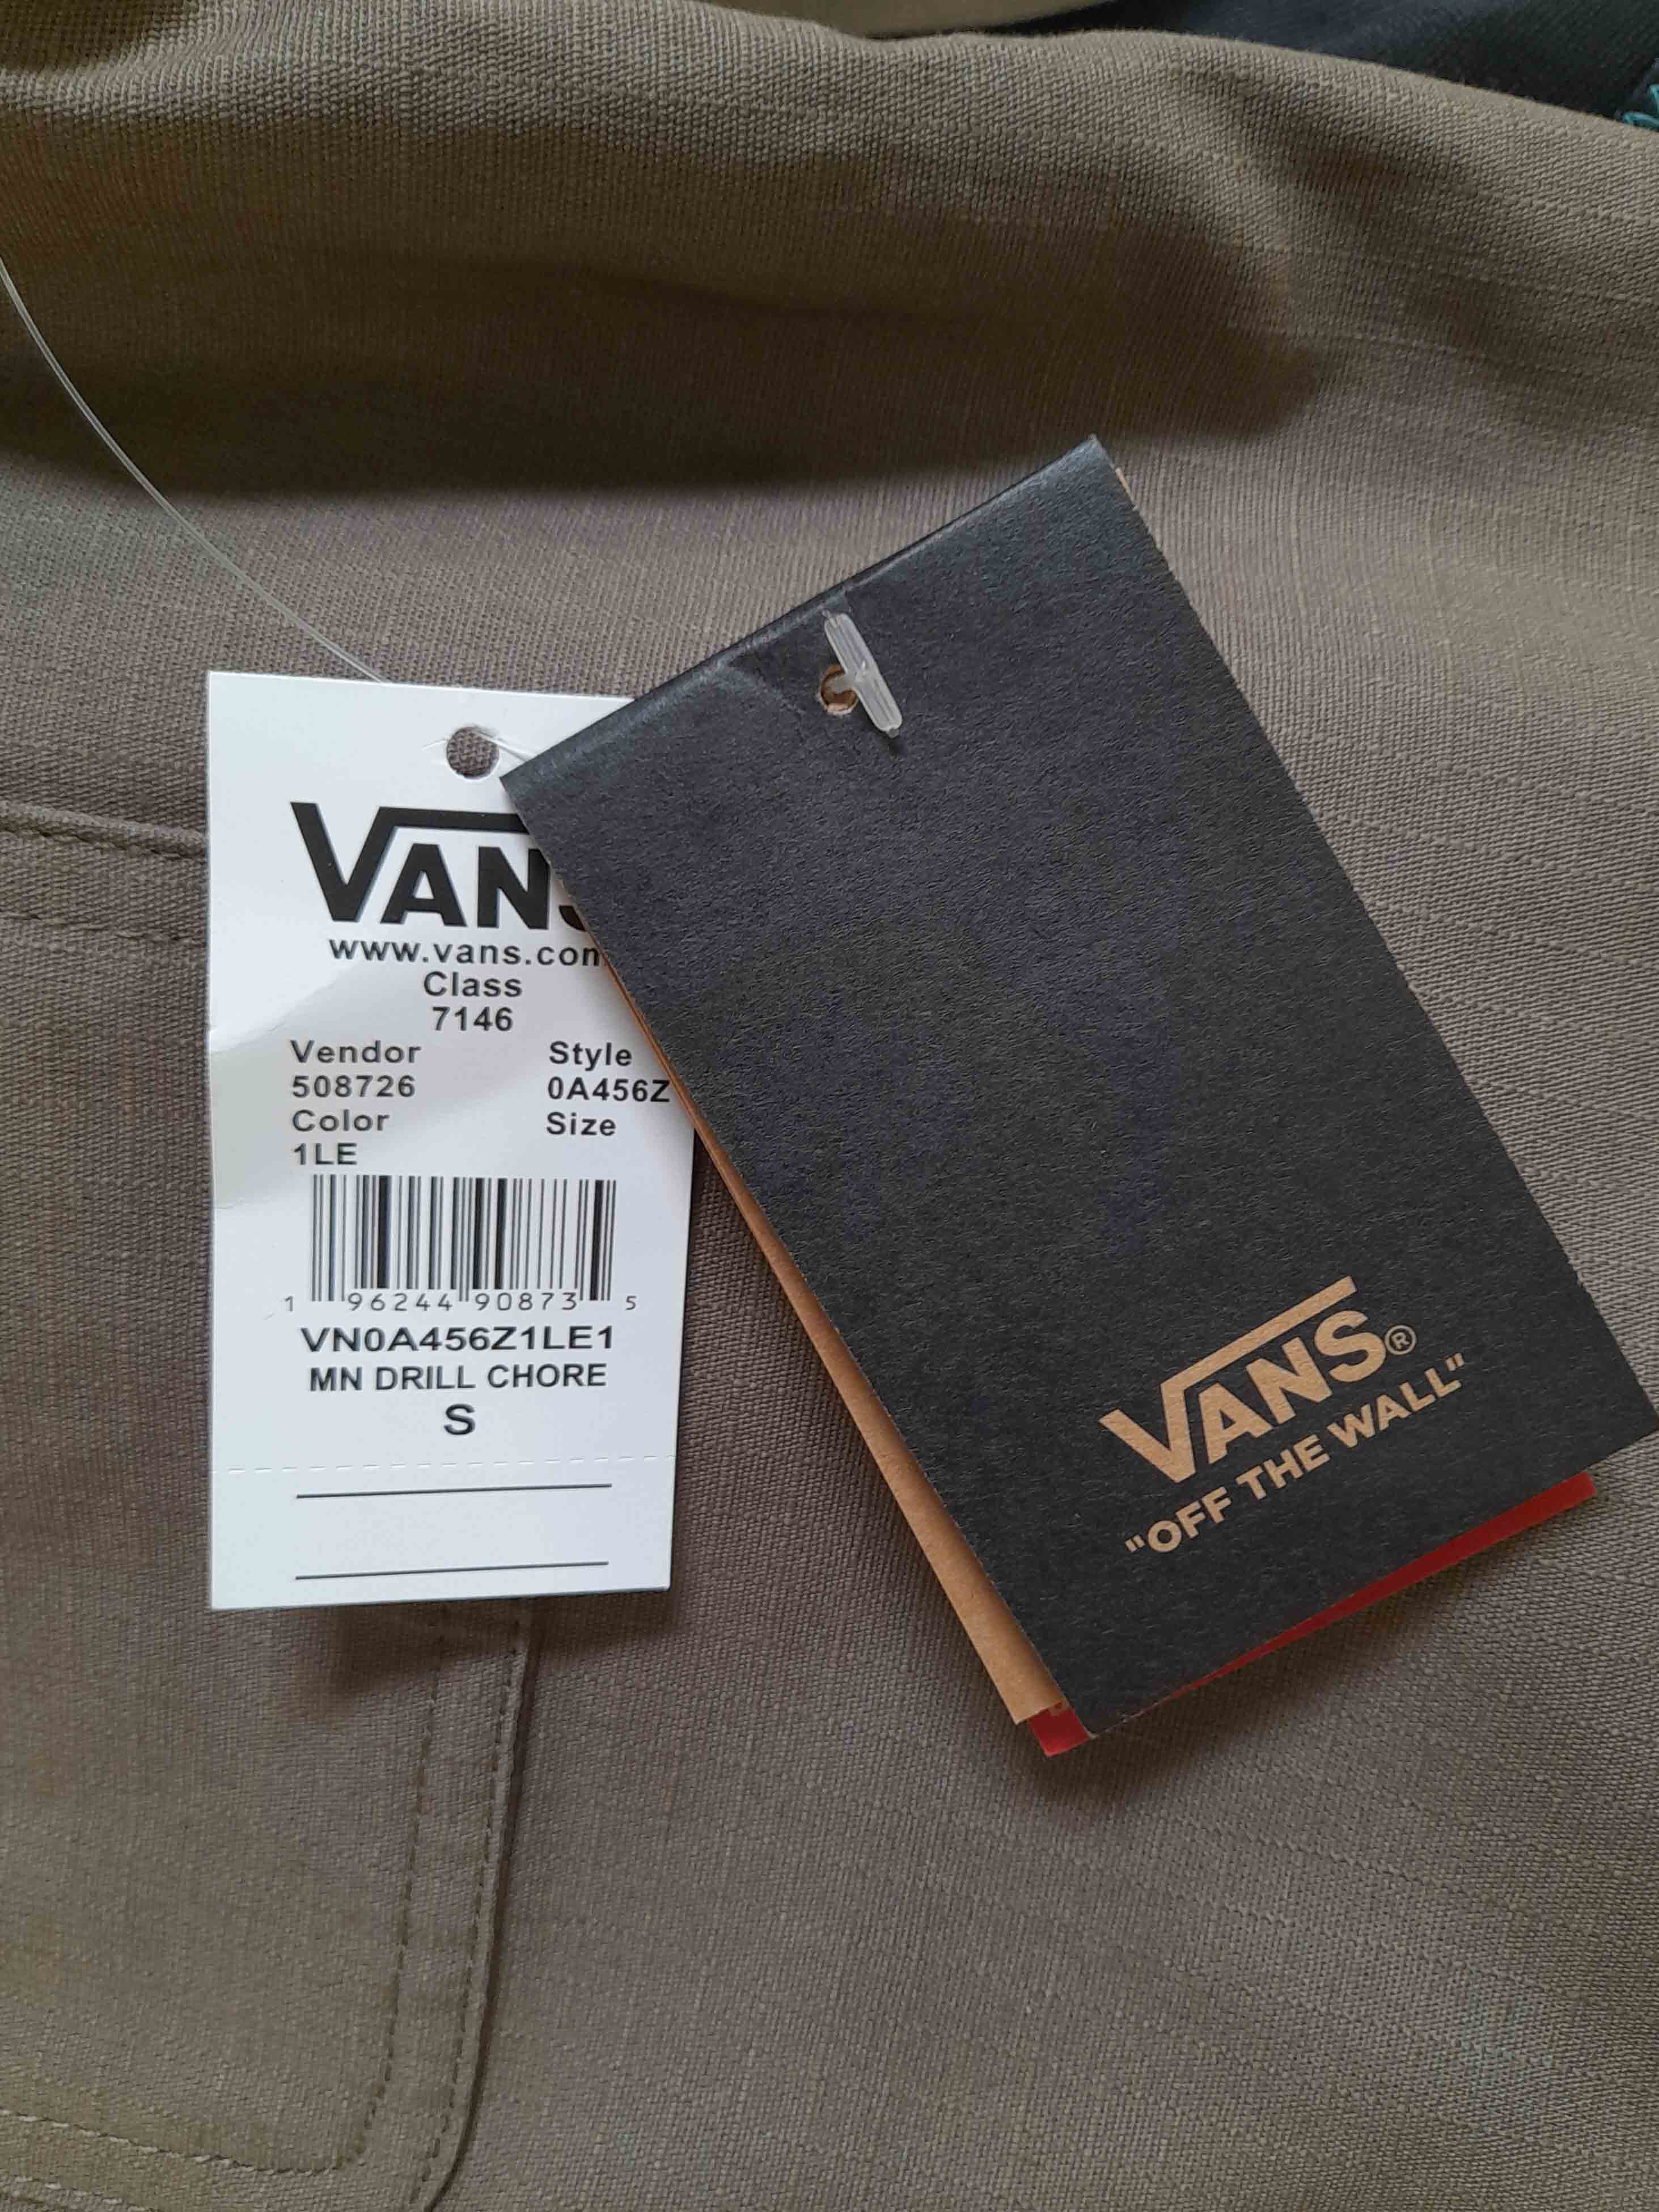 VANS
www.vans.com
Class
7146
Vendor Style
508726 0A456Z
Color Size
1LE
1 96244 90873 5
VN0A456Z1LE1
MN DRILL CHORE
S
VANS®
"OFF THE WALL"